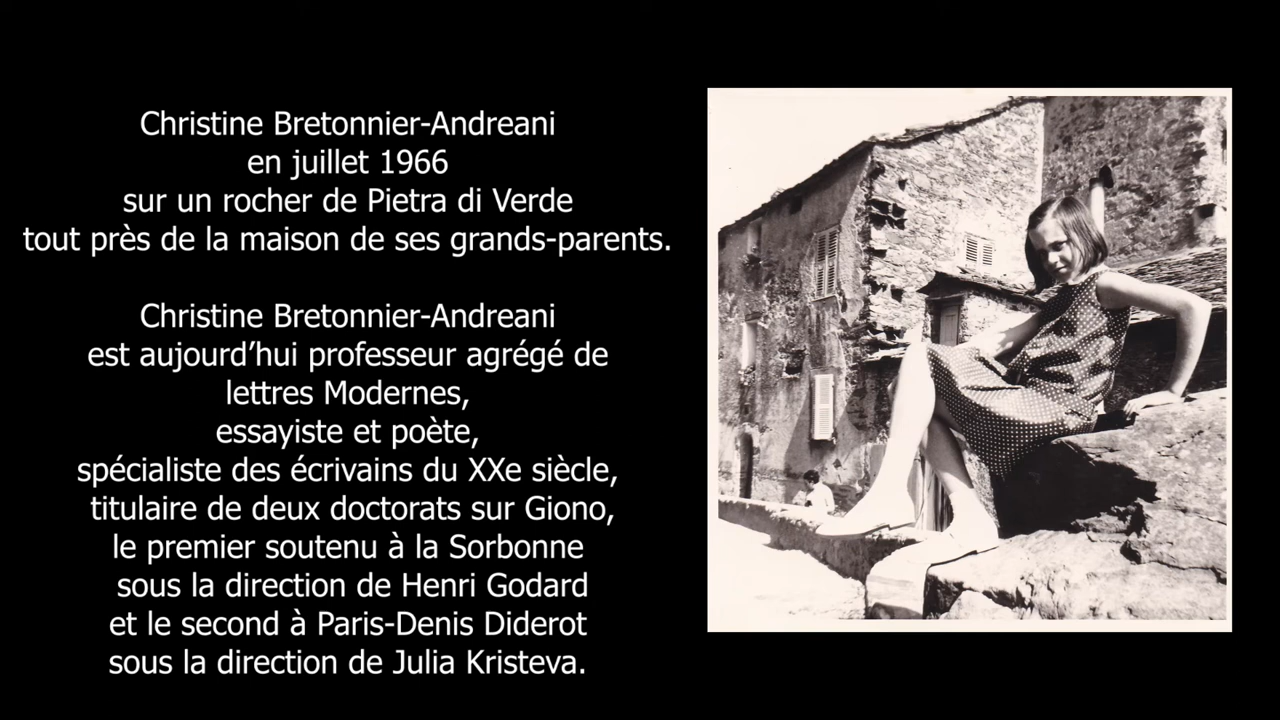 Christine Bretonnier-Andreani
en juillet 1966
sur un rocher de Pietra di Verde
tout près de la maison de ses grands-parents.
Christine Bretonnier-Andreani
est aujourd’hui professeur agrégé de
lettres Modernes,
essayiste et poète,
spécialiste des écrivains du XXe siècle,
titulaire de deux doctorats sur Giono,
le premier soutenu à la Sorbonne
sous la direction de Henri Godard
et le second à Paris-Denis Diderot
sous la direction de Julia Kristeva.